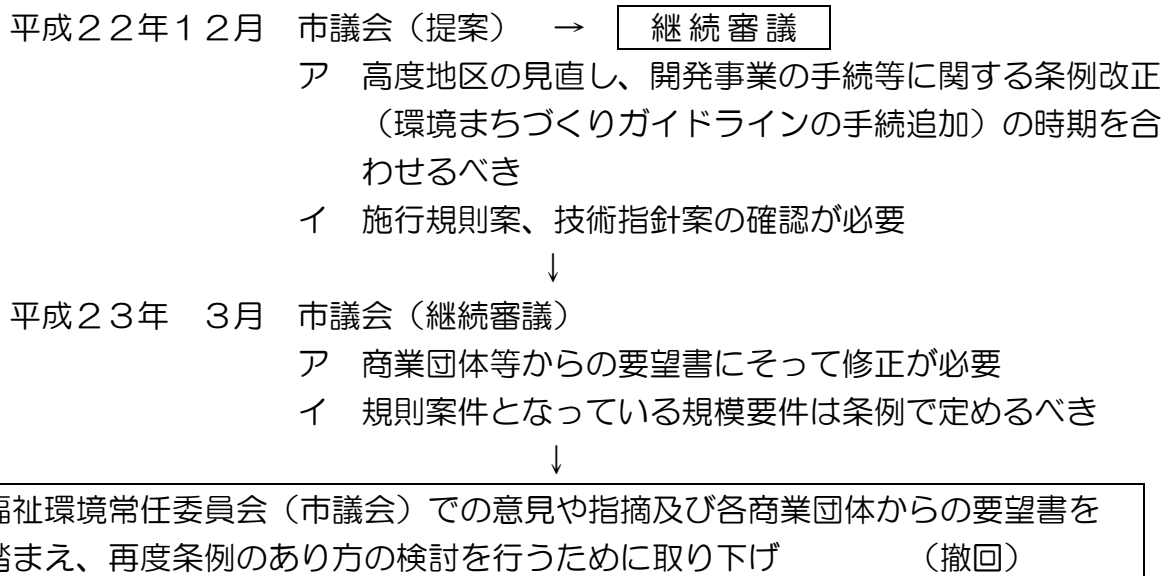 平成２２年１２月　市議会（提案）　→　継続審議
ア　高度地区の見直し、開発事業の手続等に関する条例改正
（環境まちづくりガイドラインの手続追加）の時期を合
わせるべき
イ　施行規則案、技術指針案の確認が必要
↓
平成２３年　３月　市議会（継続審議）
ア　商業団体等からの要望書にそって修正が必要
イ　規則案件となっている規模要件は条例で定めるべき
↓
福祉環境常任委員会（市議会）での意見や指摘及び各商業団体からの要望書を
踏まえ、再度条例のあり方の検討を行うために取り下げ　（撤回）